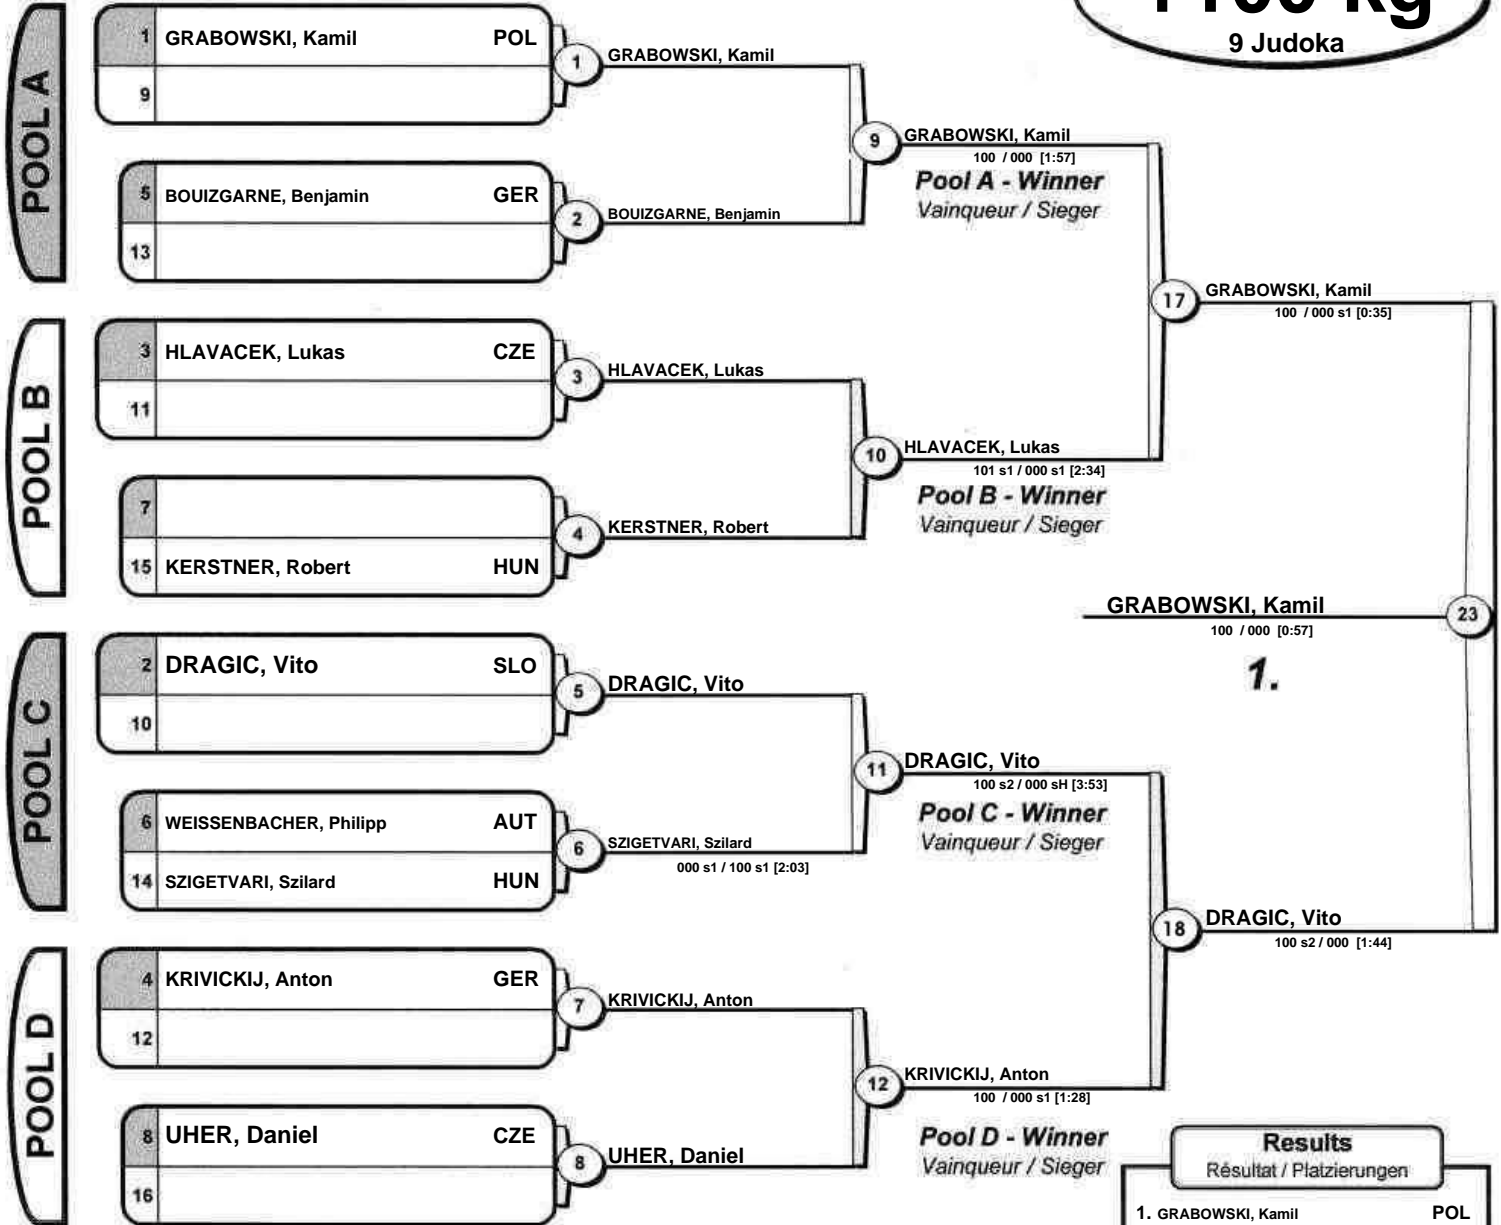 9 Judoka
POOL A
1 GRABOWSKI, Kamil POL
9
1
GRABOWSKI, Kamil
5 BOUIZGARNE, Benjamin GER
13
2
BOUIZGARNE, Benjamin
9
GRABOWSKI, Kamil
100 / 000 [1:57]
Pool A - Winner
Vainqueur / Sieger
POOL B
3 HLAVACEK, Lukas CZE
11
3
HLAVACEK, Lukas
7
15 KERSTNER, Robert HUN
4
KERSTNER, Robert
10
HLAVACEK, Lukas
101 s1 / 000 s1 [2:34]
Pool B - Winner
Vainqueur / Sieger
17
GRABOWSKI, Kamil
100 / 000 s1 [0:35]
GRABOWSKI, Kamil
100 / 000 [0:57]
1.
23
POOL C
2 DRAGIC, Vito SLO
10
5
DRAGIC, Vito
6 WEISSENBACHER, Philipp AUT
14 SZIGETVARI, Szilard HUN
6
SZIGETVARI, Szilard
000 s1 / 100 s1 [2:03]
11
DRAGIC, Vito
100 s2 / 000 sH [3:53]
Pool C - Winner
Vainqueur / Sieger
18
DRAGIC, Vito
100 s2 / 000 [1:44]
POOL D
4 KRIVICKIJ, Anton GER
12
7
KRIVICKIJ, Anton
8 UHER, Daniel CZE
16
8
UHER, Daniel
12
KRIVICKIJ, Anton
100 / 000 s1 [1:28]
Pool D - Winner
Vainqueur / Sieger
Results
Résultat / Platzierungen
1. GRABOWSKI, Kamil POL